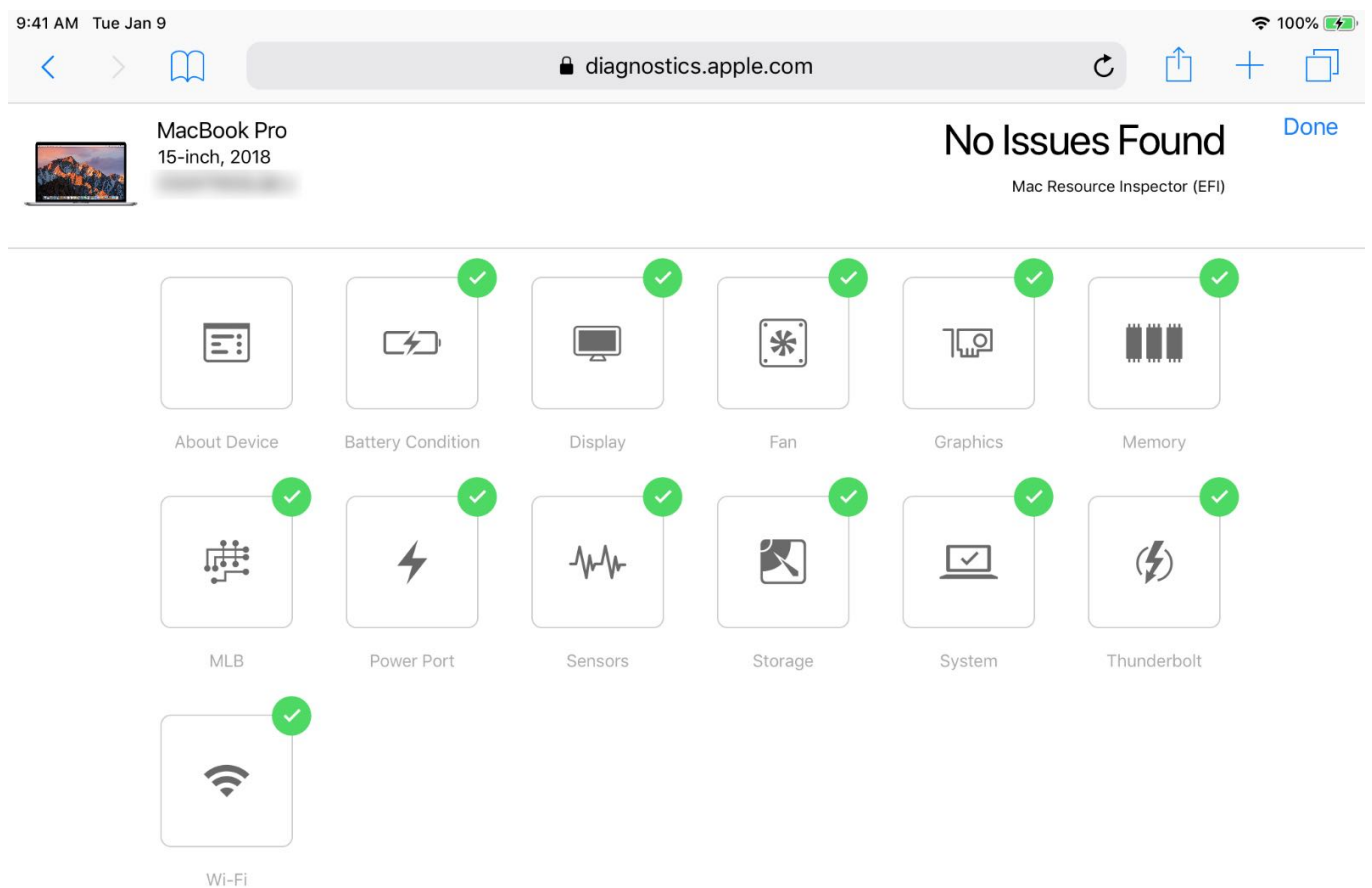 9:41 AM Tue Jan 9
100%
diagnostics.apple.com
MacBook Pro
15-inch, 2018
No Issues Found
Done
Mac Resource Inspector (EFI)
About Device
Battery Condition
Display
Fan
Graphics
Memory
MLB
Power Port
Sensors
Storage
System
Thunderbolt
Wi-Fi